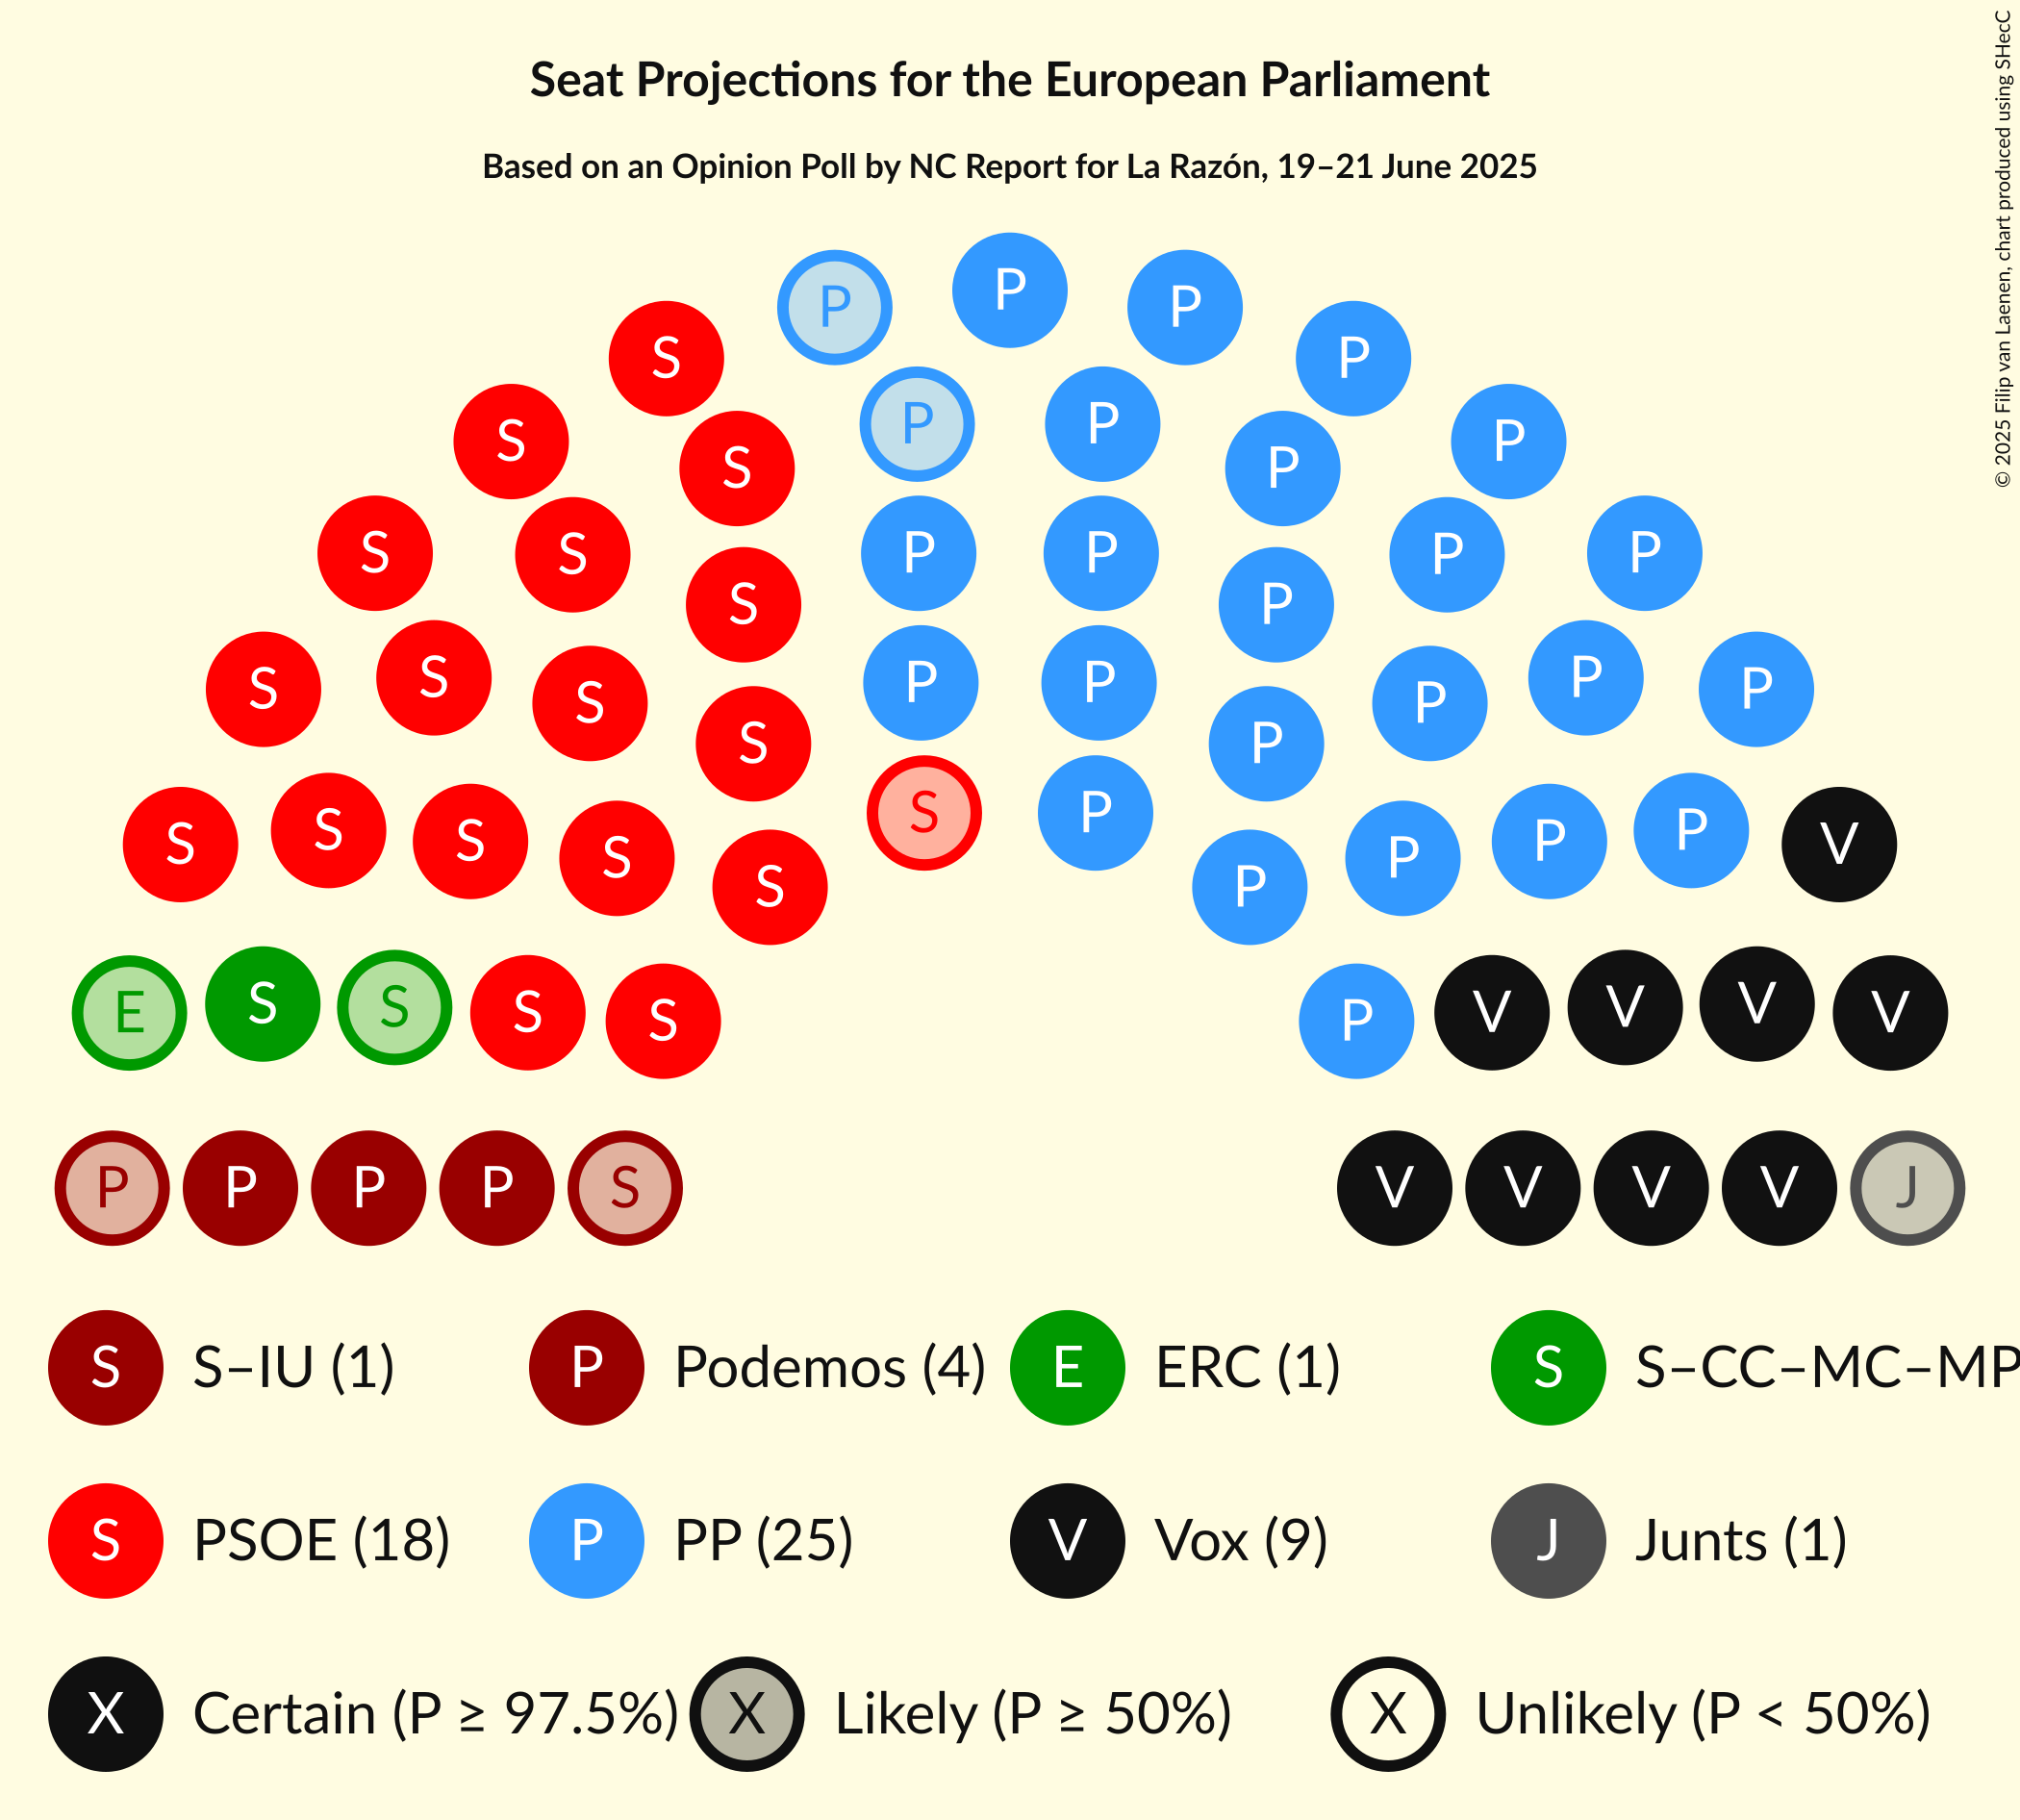 Seat Projections for the European Parliament
Based on an Opinion Poll by NC Report for La Razón, 19–21 June 2025
© 2025 Filip van Laenen, chart produced using SHecC
P
P
P
P
S
P
P
P
S
P
S
P
P
S
P
P
S
S
P
P
S
P
P
S
P
P
S
S
P
P
S
P
P
S
P
P
S
P
S
P
S
P
S
P
S
P
V
S
P
E
S
S
S
S
P
V
V
V
V
P
P
P
P
S
V
V
V
V
J
S S–IU (1) P Podemos (4) E ERC (1) S S–CC–MC–MP
S PSOE (18) P PP (25) V Vox (9) J Junts (1)
X Certain (P ≥ 97.5%) X Likely (P ≥ 50%) X Unlikely (P < 50%)